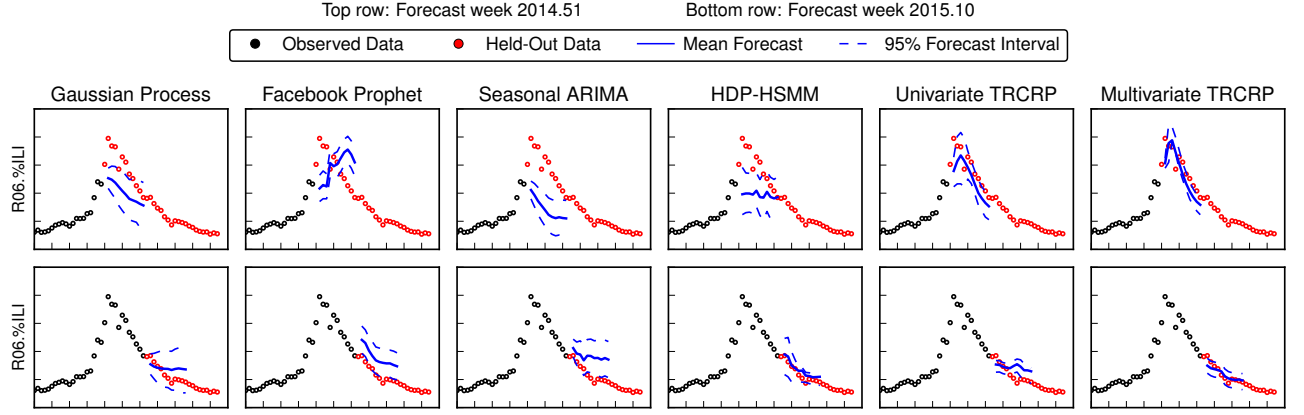 Top row: Forecast week 2014.51 Bottom row: Forecast week 2015.10
Observed Data Held-Out Data Mean Forecast 95% Forecast Interval
Gaussian Process Facebook Prophet Seasonal ARIMA HDP-HSMM Univariate TRCRP Multivariate TRCRP
R06.%ILI
R06.%ILI